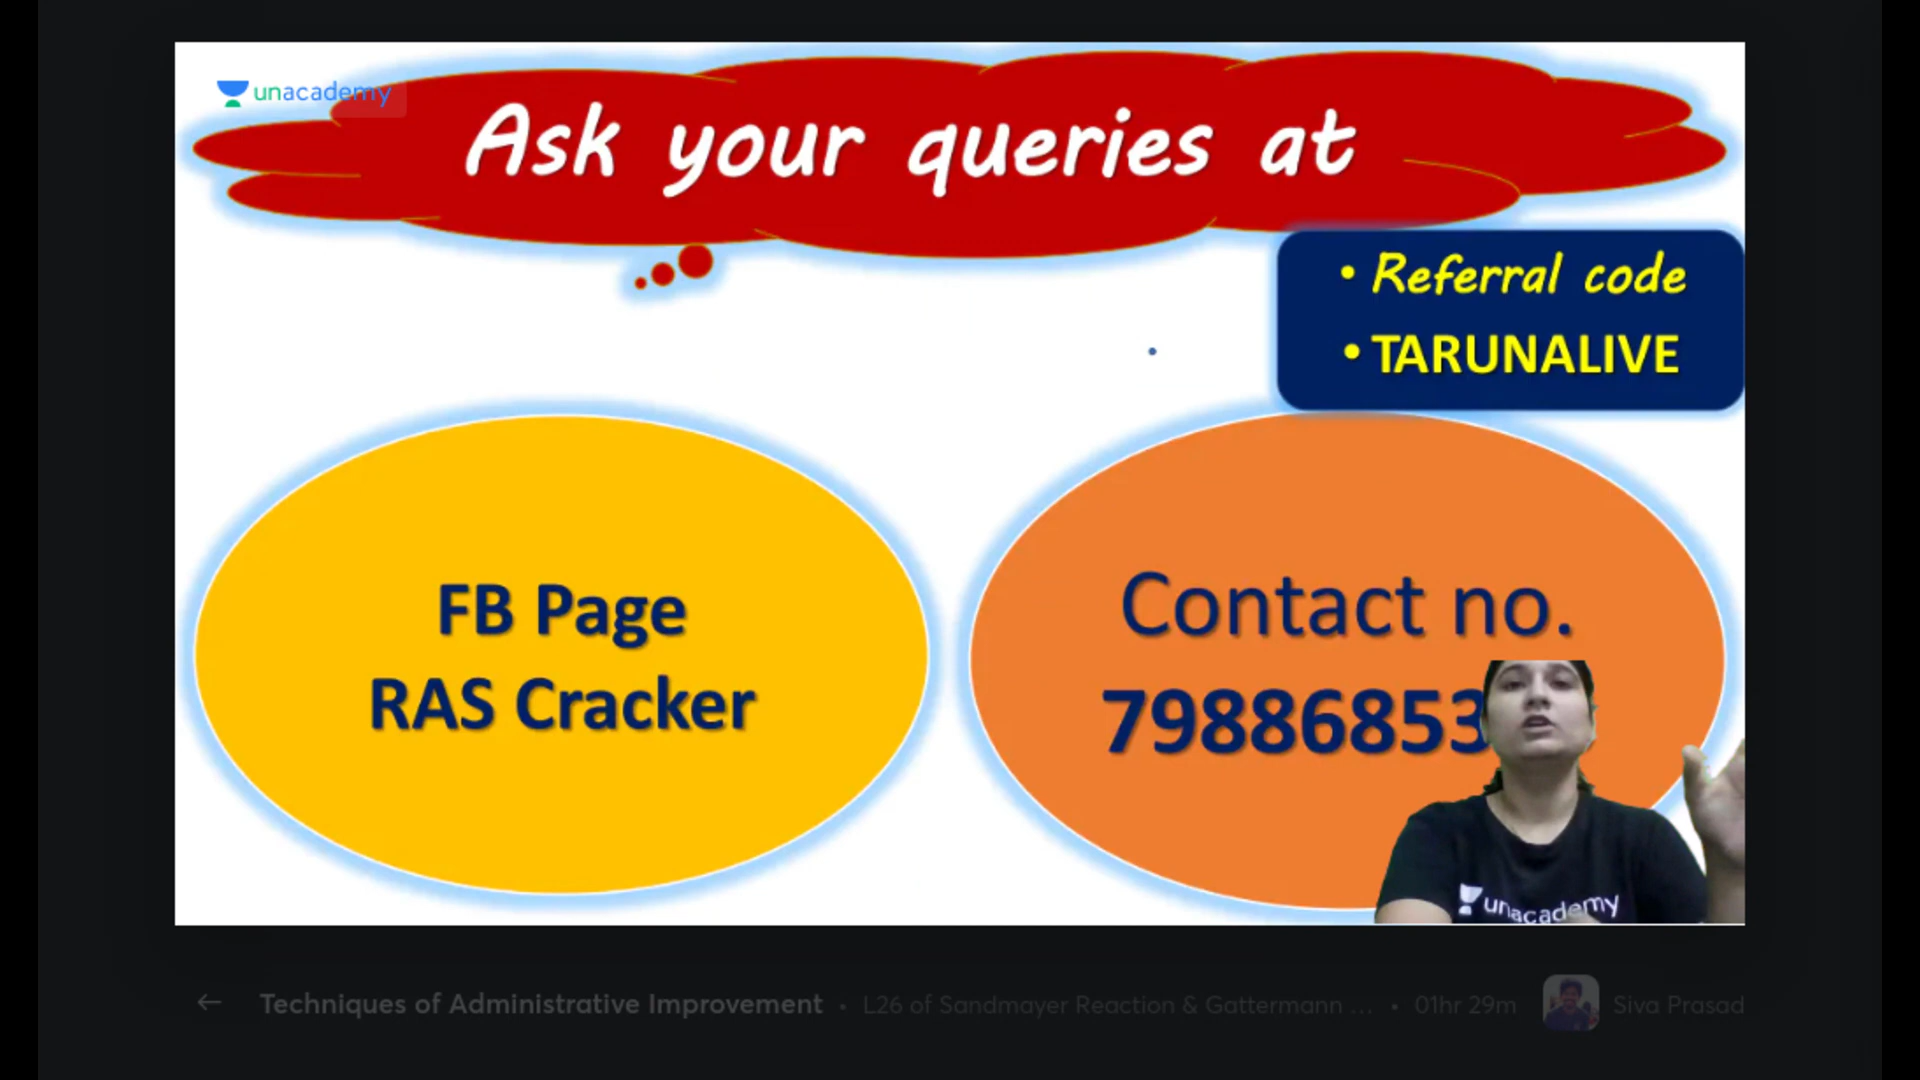 unacademy
Ask your queries at
• Referral code
• TARUNALIVE
FB Page
RAS Cracker
Contact no.
79886853
unacademy
Techniques of Administrative Improvement • L26 of Sandmayer Reaction & Gattermann ... • 01hr 29m Siva Prasad